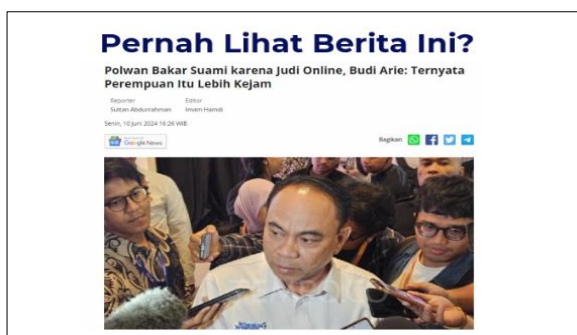 Pernah Lihat Berita Ini?
Polwan Bakar Suami karena Judi Online, Budi Arie: Ternyata
Perempuan Itu Lebih Kejam
Reporter Editor
Sultan Abdurrahman Imam Hamdi
Senin, 10 Juni 2024 16:26 WIB
Google News
Bagikan